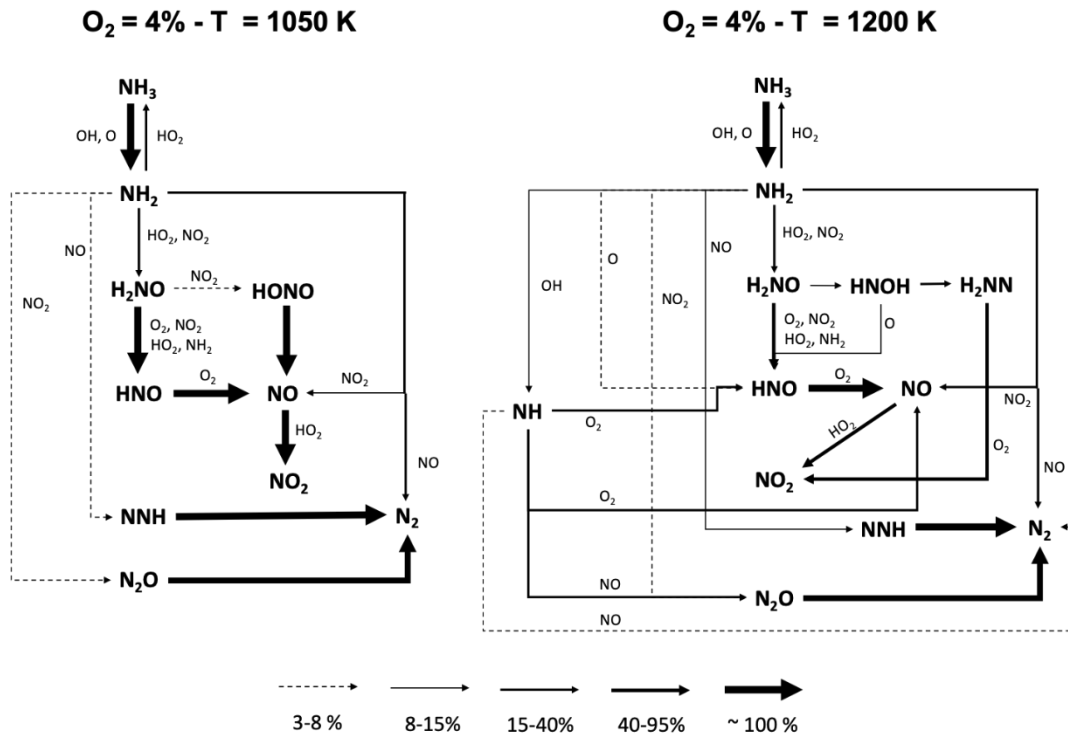 O₂ = 4% - T = 1050 K
NH₃
OH, O
HO₂
NH₂
NO
HO₂, NO₂
NO₂
H₂NO
NO₂
HONO
O₂, NO₂
HO₂, NH₂
HNO
O₂
NO
NO₂
HO₂
NO₂
NO
NNH
N₂
N₂O
O₂ = 4% - T = 1200 K
NH₃
OH, O
HO₂
NH₂
HO₂, NO₂
NO
O
OH
NO₂
H₂NO
HNOH
H₂NN
O₂, NO₂
HO₂, NH₂
O
HNO
O₂
NO
NO₂
NH
O₂
HO₂
O₂
NO₂
NO
O₂
NNH
N₂
NO
N₂O
NO
3-8 %
8-15%
15-40%
40-95%
~ 100 %